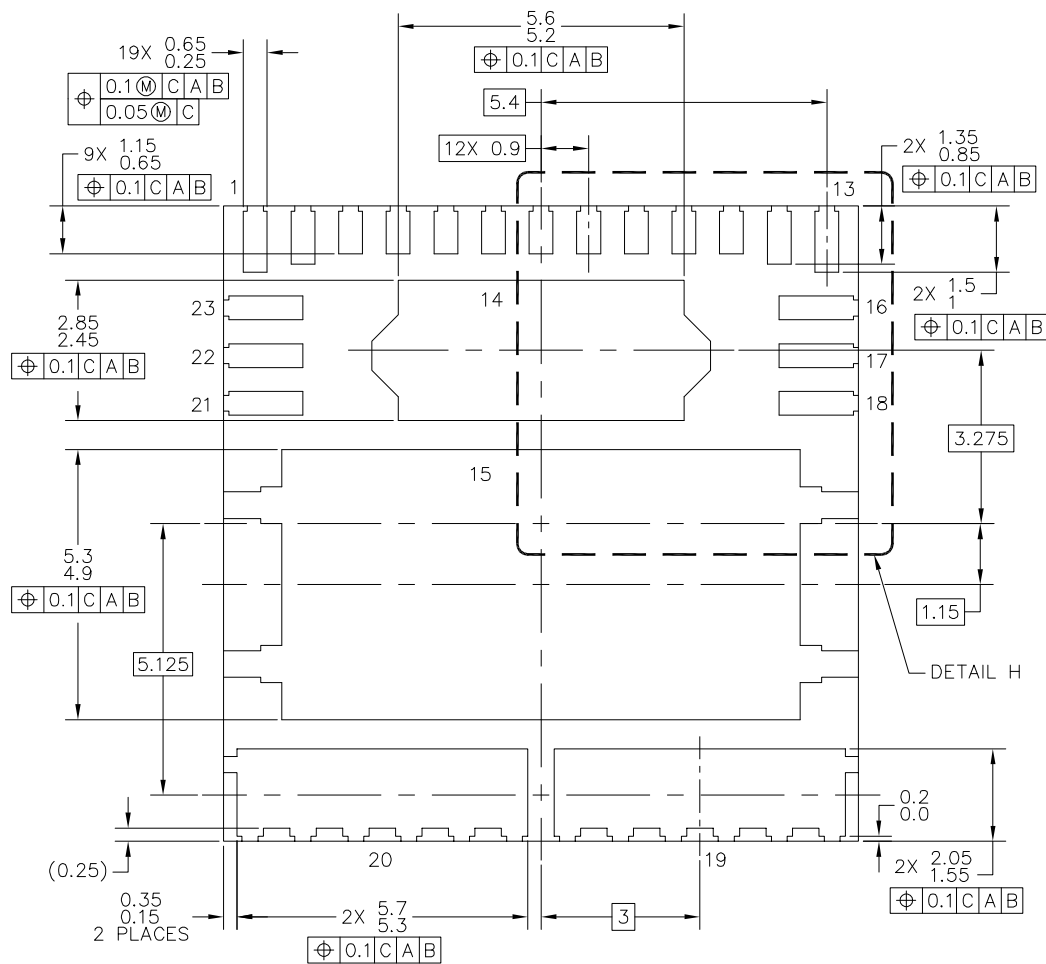 5.6
5.2
⌖ 0.1 C A B
19X 0.65
0.25
⌖ 0.1 Ⓜ C A B
0.05 Ⓜ C
5.4
12X 0.9
9X 1.15
0.65
⌖ 0.1 C A B
2X 1.35
0.85
⌖ 0.1 C A B
1
13
2X 1.5
1
⌖ 0.1 C A B
14
23
16
2.85
2.45
⌖ 0.1 C A B
22
17
21
18
3.275
15
5.3
4.9
⌖ 0.1 C A B
1.15
5.125
DETAIL H
0.2
0.0
(0.25)
20
19
2X 2.05
1.55
⌖ 0.1 C A B
0.35
0.15
2 PLACES
2X 5.7
5.3
⌖ 0.1 C A B
3